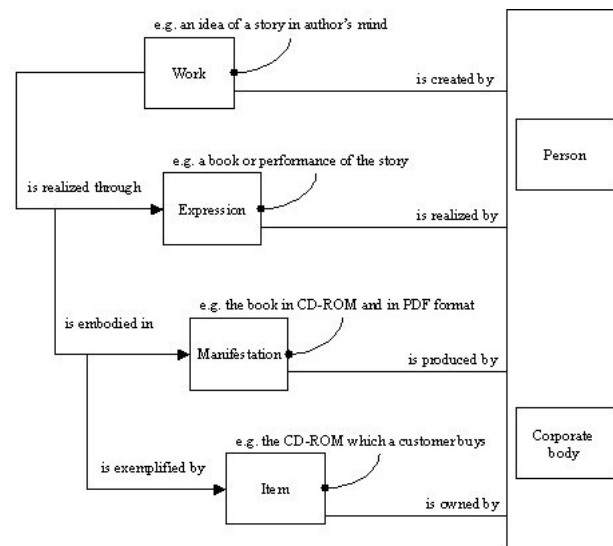 e.g. an idea of a story in author's mind
Work
is created by
e.g. a book or performance of the story
Person
is realized through
Expression
is realized by
e.g. the book in CD-ROM and in PDF format
is embodied in
Manifestation
is produced by
e.g. the CD-ROM which a customer buys
Corporate
body
is exemplified by
Item
is owned by